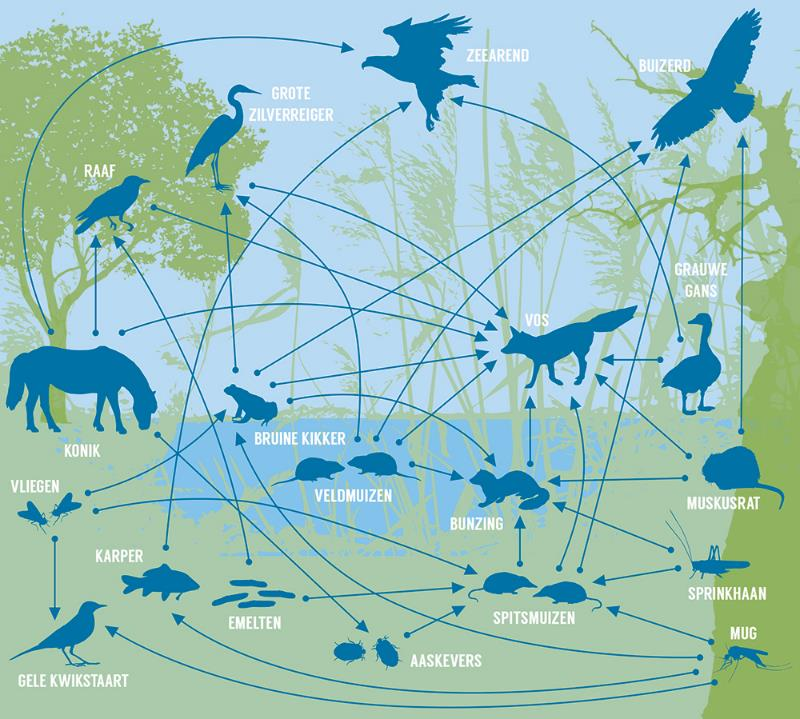 ZEEAREND
BUIZERD
GROTE
ZILVERREIGER
RAAF
GRAUWE
GANS
VOS
KONIK
BRUINE KIKKER
VLIEGEN
VELDMUIZEN
MUSKUSRAT
BUNZING
KARPER
SPRINKHAAN
EMELTEN
SPITSMUIZEN
MUG
AASKEVERS
GELE KWIKSTAART